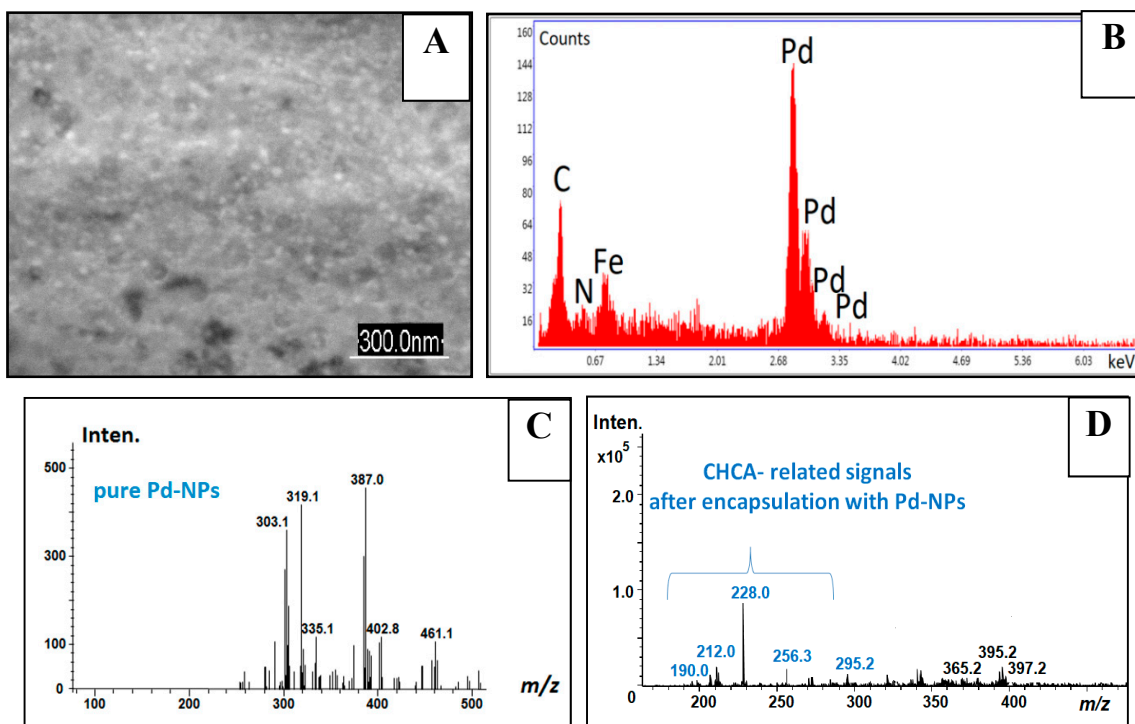 A
300.0nm
B
Counts
160
144
128
112
96
80
64
48
32
16
C
N
Fe
Pd
Pd
Pd
Pd
0.67 1.34 2.01 2.68 3.35 4.02 4.69 5.36 6.03
keV
C
Inten.
pure Pd-NPs
500
300
100
0
303.1
319.1
335.1
387.0
402.8
461.1
100 200 300 400 500
m/z
D
Inten.
x10⁵
2.0
1.0
0
CHCA- related signals
after encapsulation with Pd-NPs
190.0
212.0
228.0
256.3
295.2
365.2
395.2
397.2
200 250 300 350 400
m/z